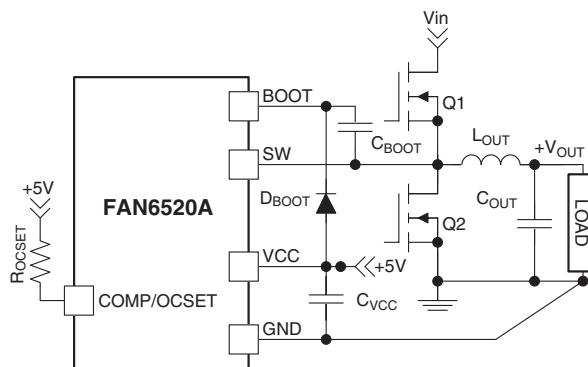 Vin
BOOT
Q1
CBOOT
LOUT
+VOUT
SW
+5V
FAN6520A
DBOOT
Q2
COUT
LOAD
ROCSET
VCC
+5V
COMP/OCSET
CVCC
GND